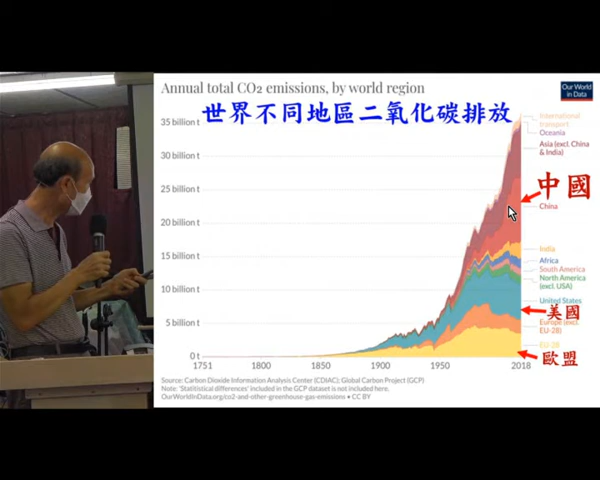 Annual total CO₂ emissions, by world region
Our World
in Data
世界不同地區二氧化碳排放
35 billion t
30 billion t
25 billion t
20 billion t
15 billion t
10 billion t
5 billion t
0 t
1751
1800
1850
1900
1950
2018
International
transport
Oceania
Asia (excl. China
& India)
中國
China
India
Africa
South America
North America
(excl. USA)
United States
美國
Europe (excl.
EU-28)
EU-28
歐盟
Source: Carbon Dioxide Information Analysis Center (CDIAC); Global Carbon Project (GCP)
Note: 'Statistical differences' included in the GCP dataset is not included here.
OurWorldInData.org/co2-and-other-greenhouse-gas-emissions • CC BY